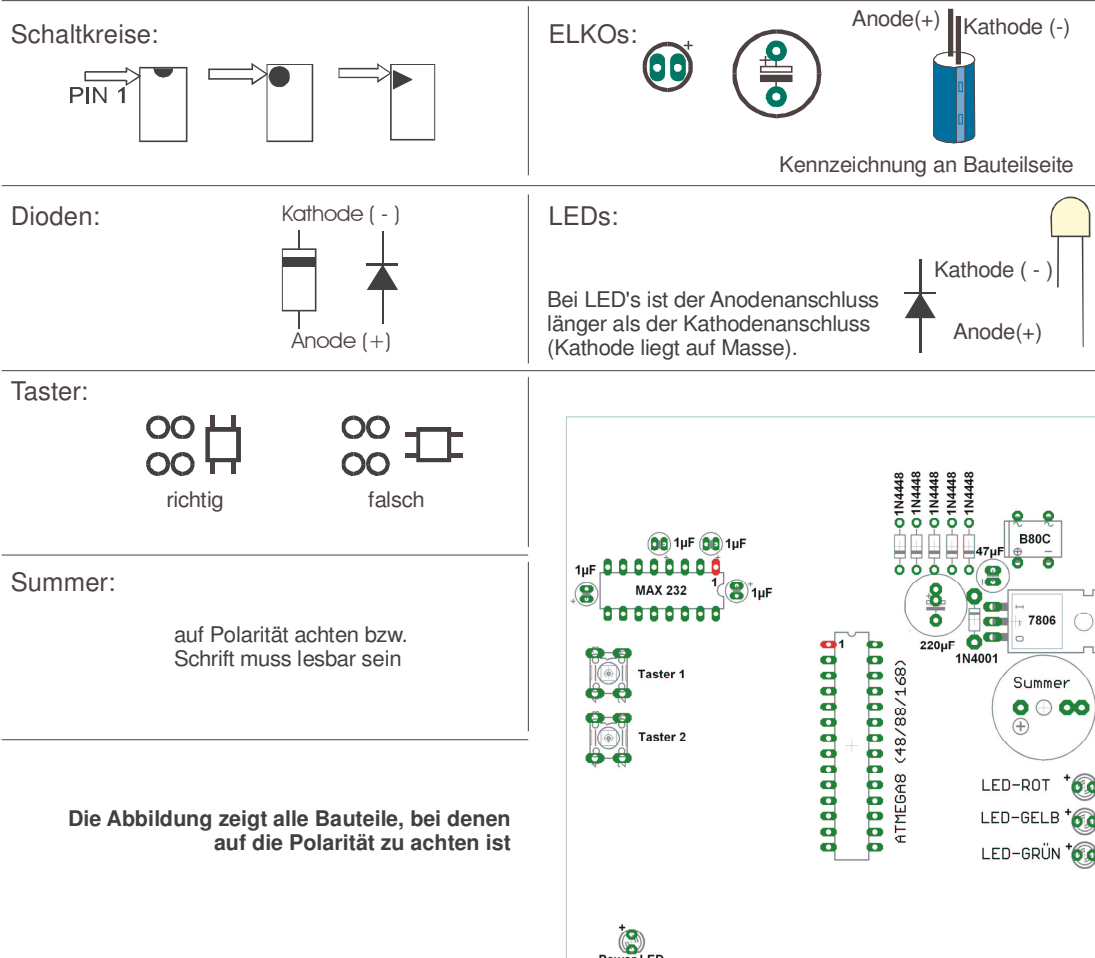 Schaltkreise:
PIN 1
ELKOs:
+
+
Anode(+)
Kathode (-)
Kennzeichnung an Bauteilseite
Dioden:
Kathode ( - )
Anode (+)
LEDs:
Kathode ( - )
Bei LED's ist der Anodenanschluss
länger als der Kathodenanschluss
(Kathode liegt auf Masse).
Anode(+)
Taster:
richtig
falsch
Summer:
auf Polarität achten bzw.
Schrift muss lesbar sein
Die Abbildung zeigt alle Bauteile, bei denen
auf die Polarität zu achten ist
1N4448
1N4448
1N4448
1N4448
1N4448
B80C
47µF
1µF
1µF
1µF
1µF
MAX 232
1
7806
220µF
1N4001
1
ATMEGA8 (48/88/168)
Taster 1
Taster 2
Summer
+
LED-ROT +
LED-GELB +
LED-GRÜN +
+
Power LED